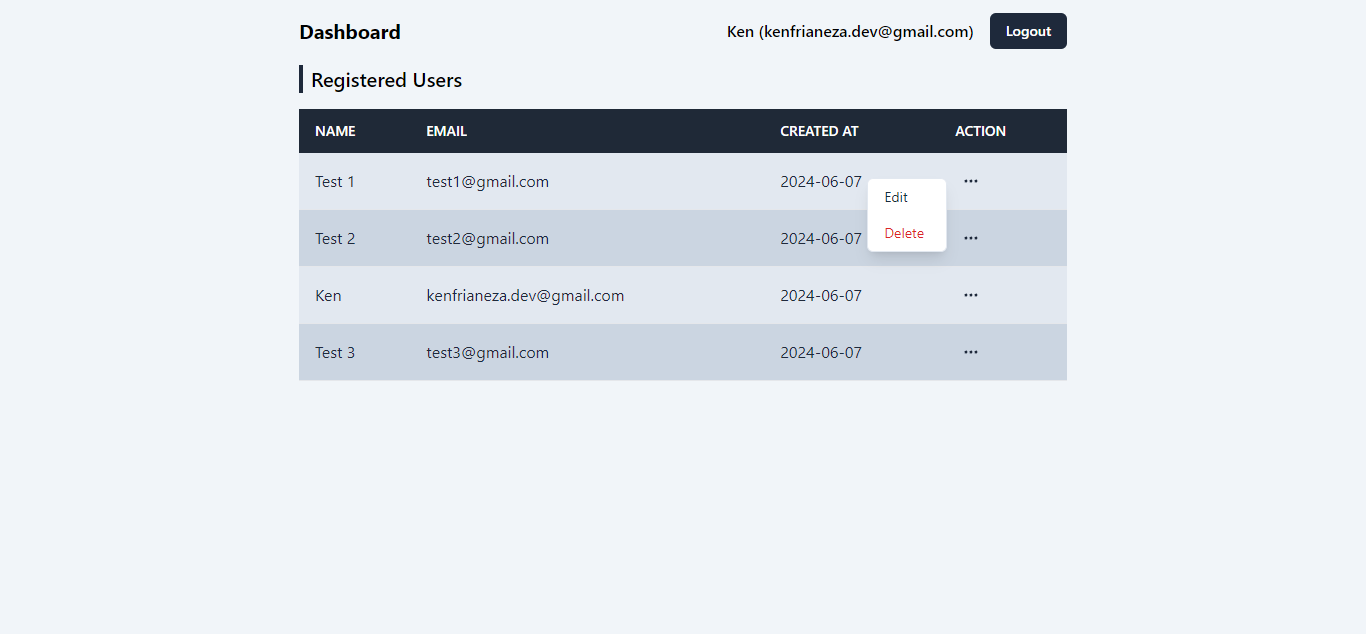 Dashboard Ken (kenfrianeza.dev@gmail.com) Logout
Registered Users
NAME EMAIL CREATED AT ACTION
Test 1 test1@gmail.com 2024-06-07 ···
Edit
Delete
Test 2 test2@gmail.com 2024-06-07 ···
Ken kenfrianeza.dev@gmail.com 2024-06-07 ···
Test 3 test3@gmail.com 2024-06-07 ···